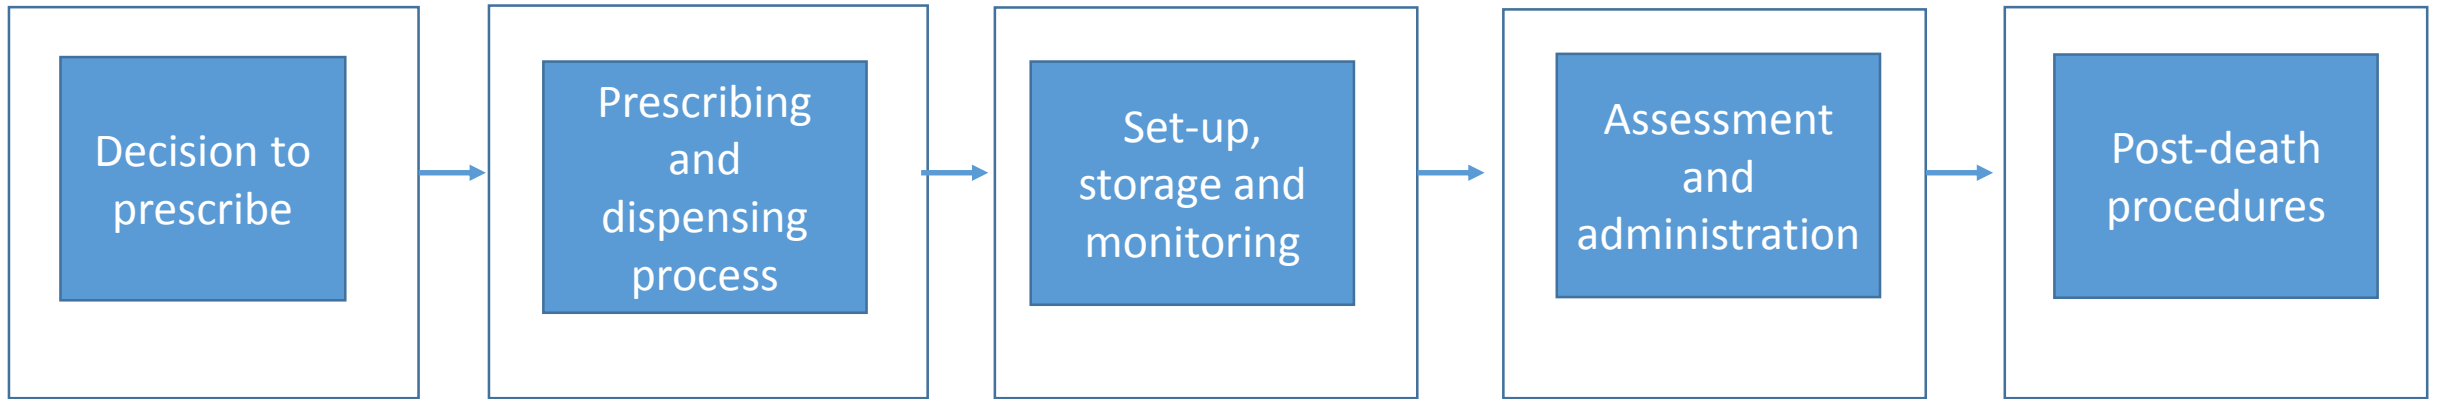 Decision to
prescribe
Prescribing
and
dispensing
process
Set-up,
storage and
monitoring
Assessment
and
administration
Post-death
procedures